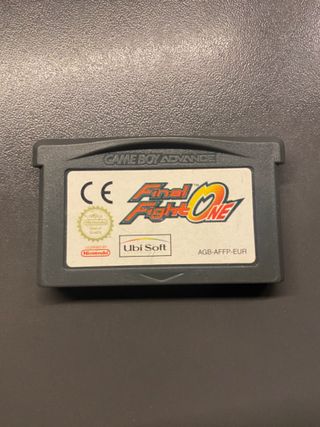 GAME BOY ADVANCE
CE
Final
Fight ONE
Nintendo
Ubi Soft
AGB-AFFP-EUR